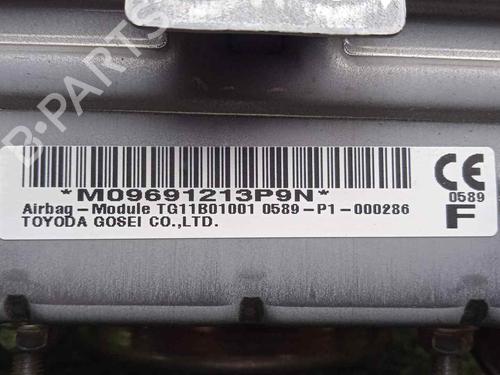 B-PARTS
*M09691213P9N*
Airbag-Module TG11B01001 0589-P1-000286
TOYODA GOSEI CO.,LTD.
CE
0589
F